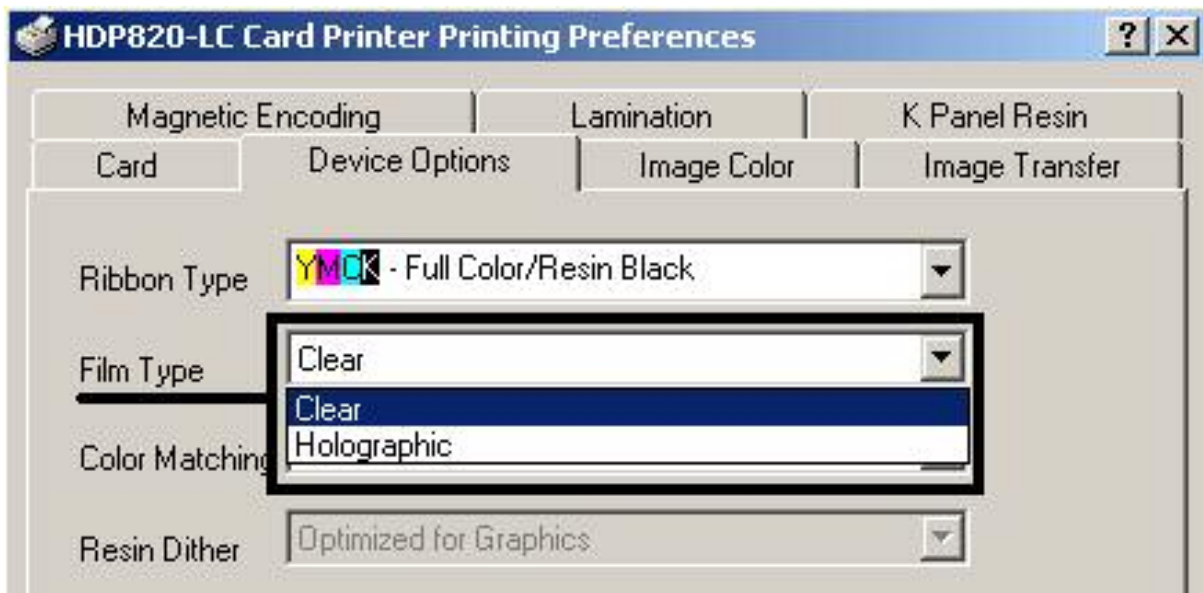 HDP820-LC Card Printer Printing Preferences
Magnetic Encoding Lamination K Panel Resin
Card Device Options Image Color Image Transfer
Ribbon Type YMCK - Full Color/Resin Black
Film Type Clear
Clear
Holographic
Color Matching
Resin Dither Optimized for Graphics